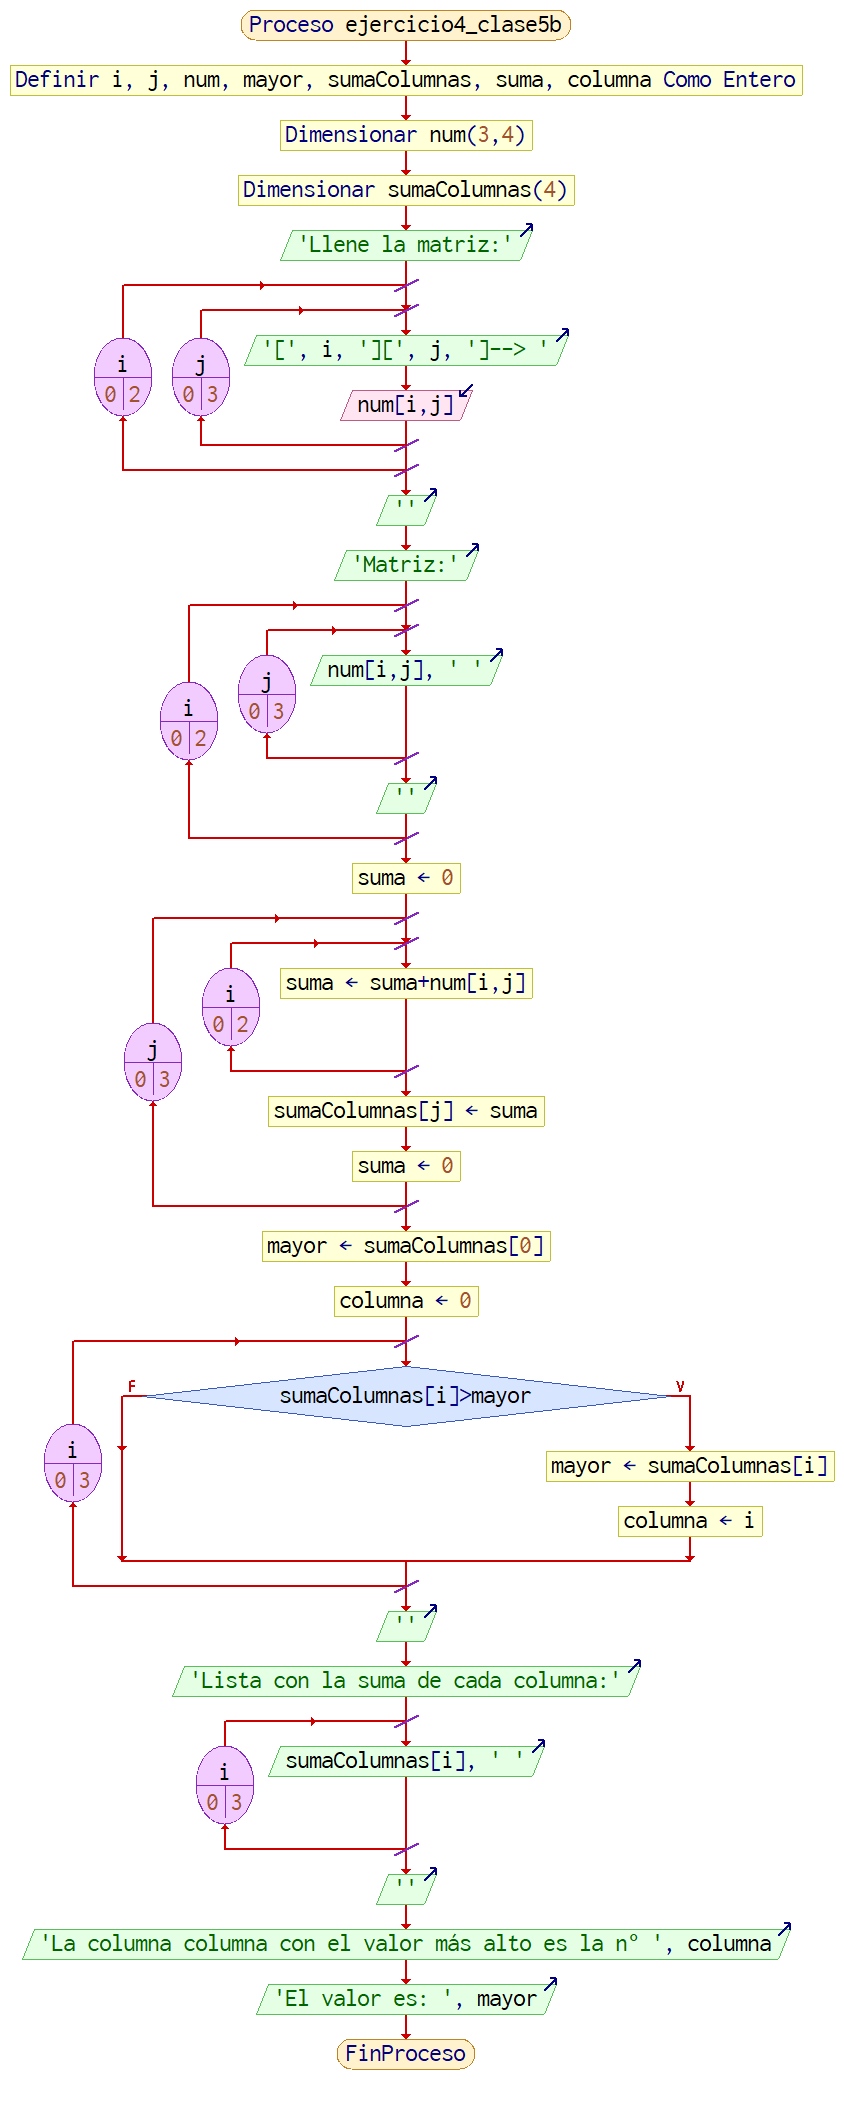 Proceso ejercicio4_clase5b
Definir i, j, num, mayor, sumaColumnas, suma, columna Como Entero
Dimensionar num(3,4)
Dimensionar sumaColumnas(4)
'Llene la matriz:'
i
0 2
j
0 3
'[', i, '][', j, ']--> '
num[i,j]
''
'Matriz:'
i
0 2
j
0 3
num[i,j], ' '
''
suma ← 0
j
0 3
i
0 2
suma ← suma+num[i,j]
sumaColumnas[j] ← suma
suma ← 0
mayor ← sumaColumnas[0]
columna ← 0
i
0 3
F
sumaColumnas[i]>mayor
V
mayor ← sumaColumnas[i]
columna ← i
''
'Lista con la suma de cada columna:'
i
0 3
sumaColumnas[i], ' '
''
'La columna columna con el valor más alto es la n° ', columna
'El valor es: ', mayor
FinProceso